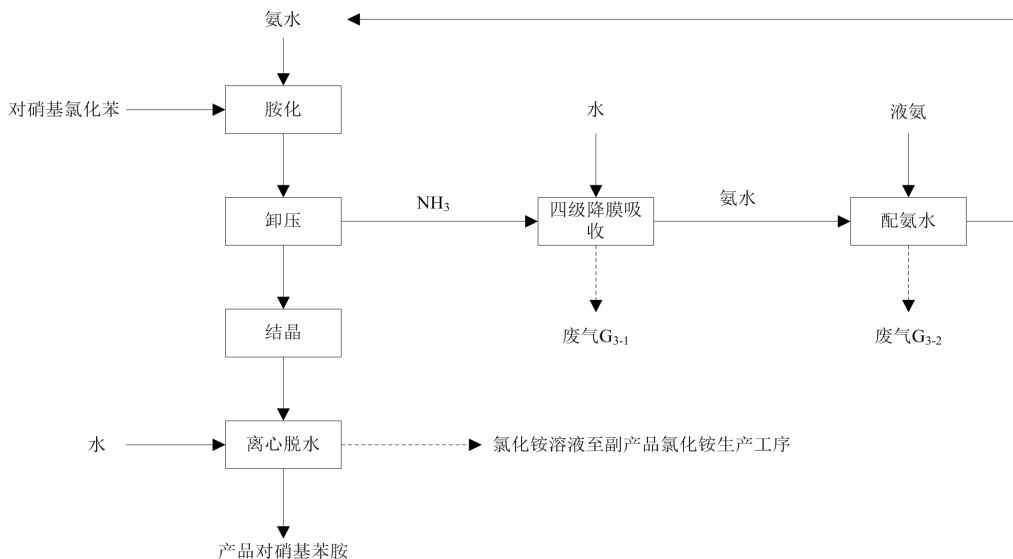 氨水
对硝基氯化苯
胺化
水
液氨
卸压
NH3
四级降膜吸
收
氨水
配氨水
结晶
废气G3-1
废气G3-2
水
离心脱水
氯化铵溶液至副产品氯化铵生产工序
产品对硝基苯胺